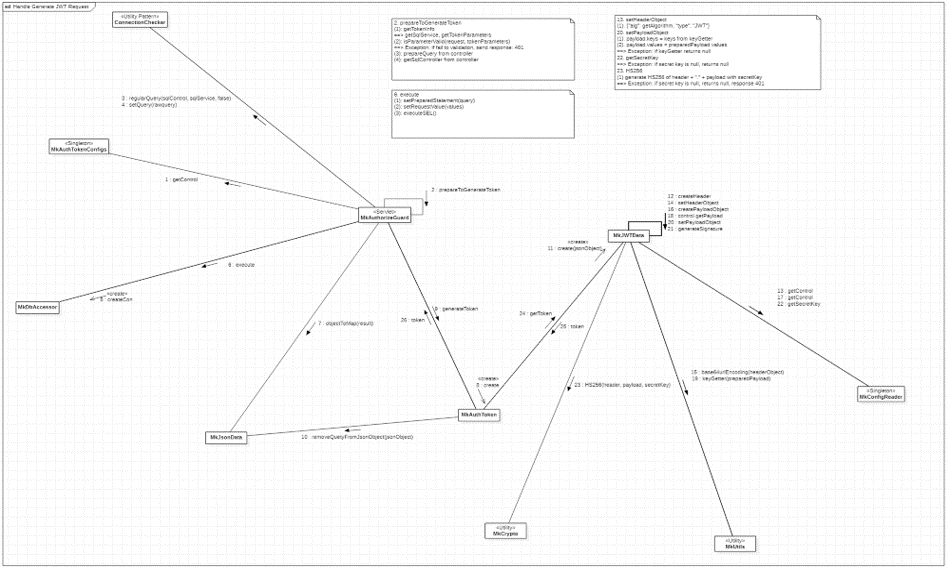 sd Handle Generate JWT Request
«Utility Pattern»
ConnectionChecker
2. prepareToGenerateToken
(1): getTokenInfo
==> getSqlService, getTokenParameters
(2): isParameterValid(request, tokenParameters)
==> Exception: if fail to validation, send response: 401
(3): prepareQuery from controller
(4): getSqlController from controller
6. execute
(1): setPreparedStatement(query)
(2): setRequestValue(values)
(3): executeSEL()
13. setHeaderObject
(1). {"alg": getAlgorithm, "type": "JWT"}
20. setPayloadObject
(1). payload.keys = keys from keyGetter
(2). payload.values = preparedPayload values
==> Exception: if keyGetter returns null
22. getSecretKey
==> Exception: if secret key is null, returns null
23. HS256
(1) generate HS256 of header + "." + payload with secretKey
==> Exception: if secret key is null, returns null, response 401
3 : regularQuery(sqlControl, sqlService, false)
4 : setQuery(rawquery)
«Singleton»
MkAuthTokenConfigs
1 : getControl
2 : prepareToGenerateToken
«Servlet»
MkAuthorizeGuard
12 : createHeader
14 : setHeaderObject
16 : createPayloadObject
18 : control.getPayload
20 : setPayloadObject
21 : generateSignature
MkJWTData
«create»
11 : create(jsonObject)
6 : execute
«create»
5 : createCon
MkDbAccessor
13 : getControl
17 : getControl
22 : getSecretKey
9 : generateToken
26 : token
24 : getToken
25 : token
7 : objectToMap(result)
15 : base64urlEncoding(headerObject)
19 : keyGetter(preparedPayload)
«create»
8 : create
23 : HS256(header, payload, secretKey)
«Singleton»
MkConfigReader
MkAuthToken
MkJsonData
10 : removeQuetyFromJsonObject(jsonObject)
«Utility»
MkCrypto
«Utility»
MkUtils